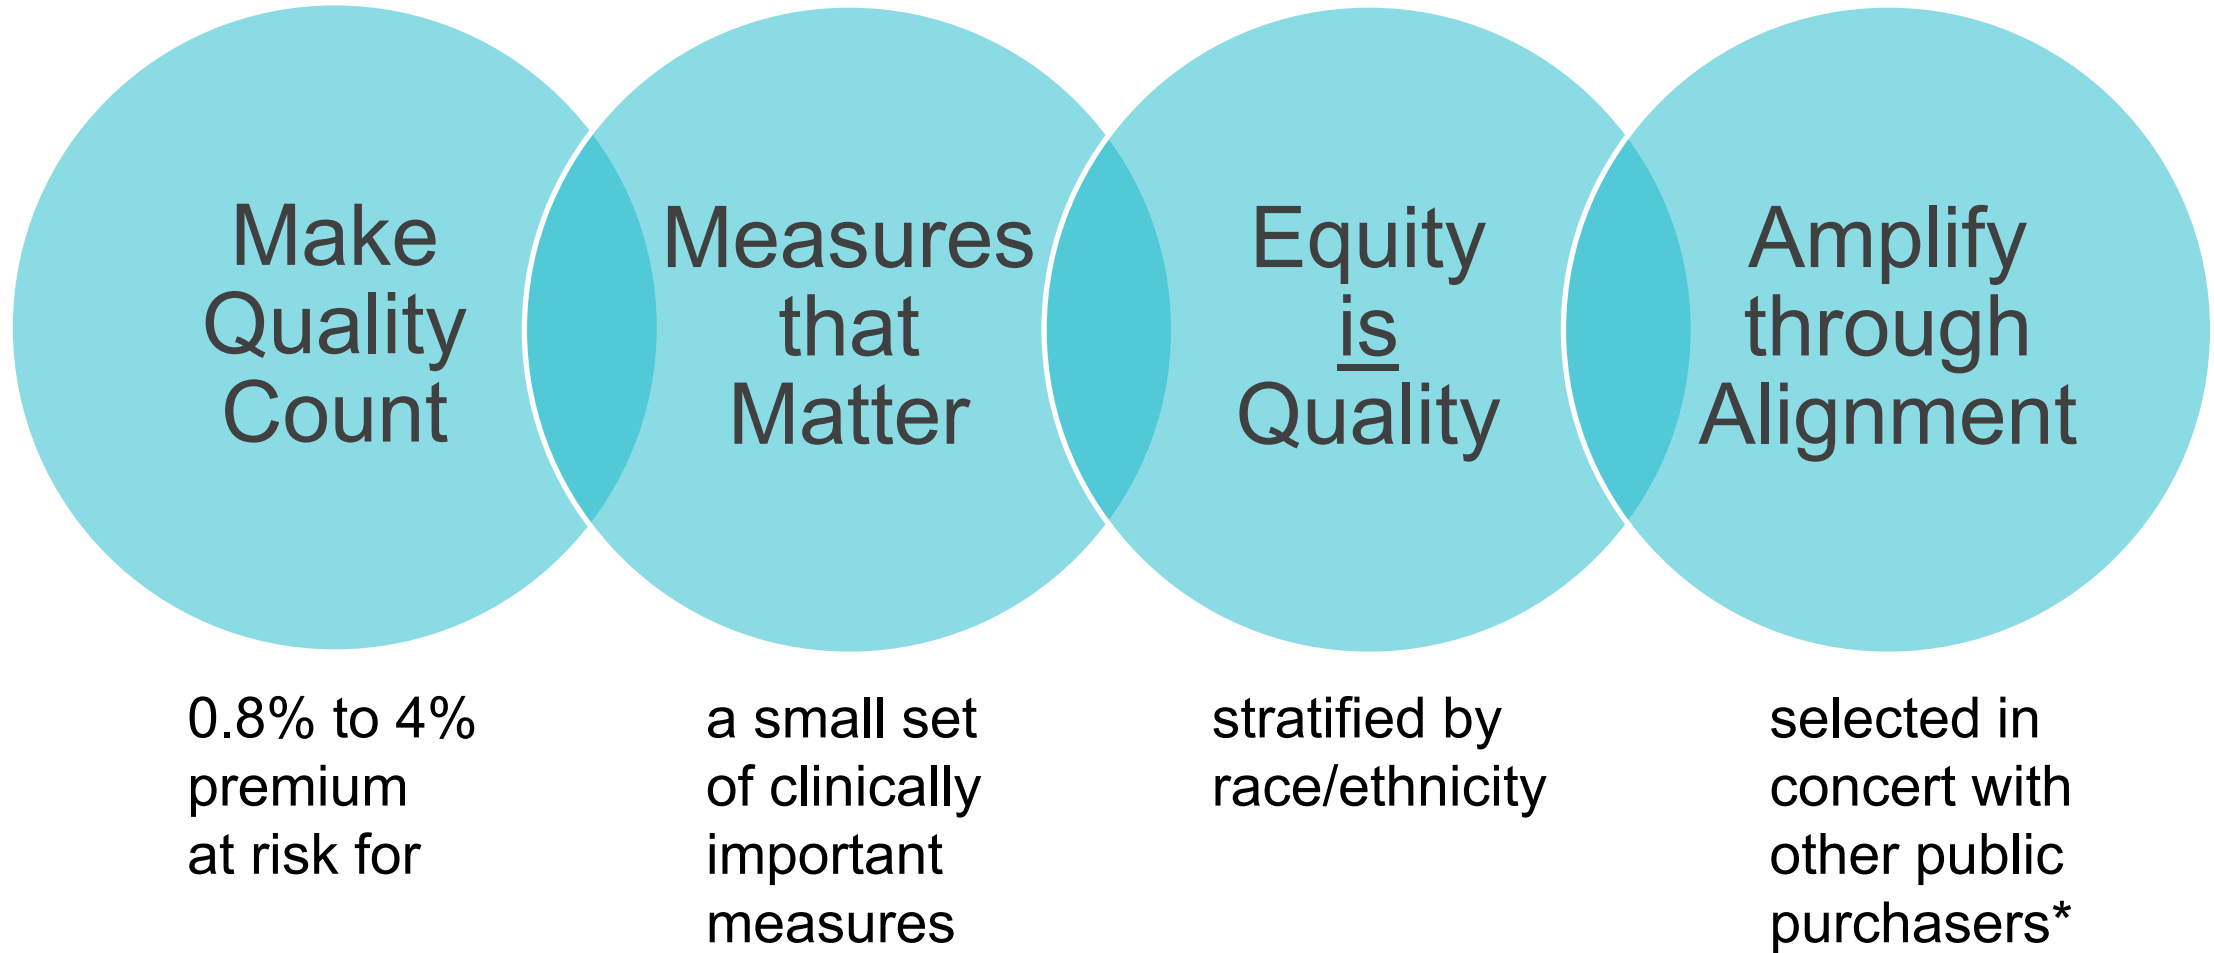 Make
Quality
Count
Measures
that
Matter
Equity
is
Quality
Amplify
through
Alignment
0.8% to 4%
premium
at risk for
a small set
of clinically
important
measures
stratified by
race/ethnicity
selected in
concert with
other public
purchasers*